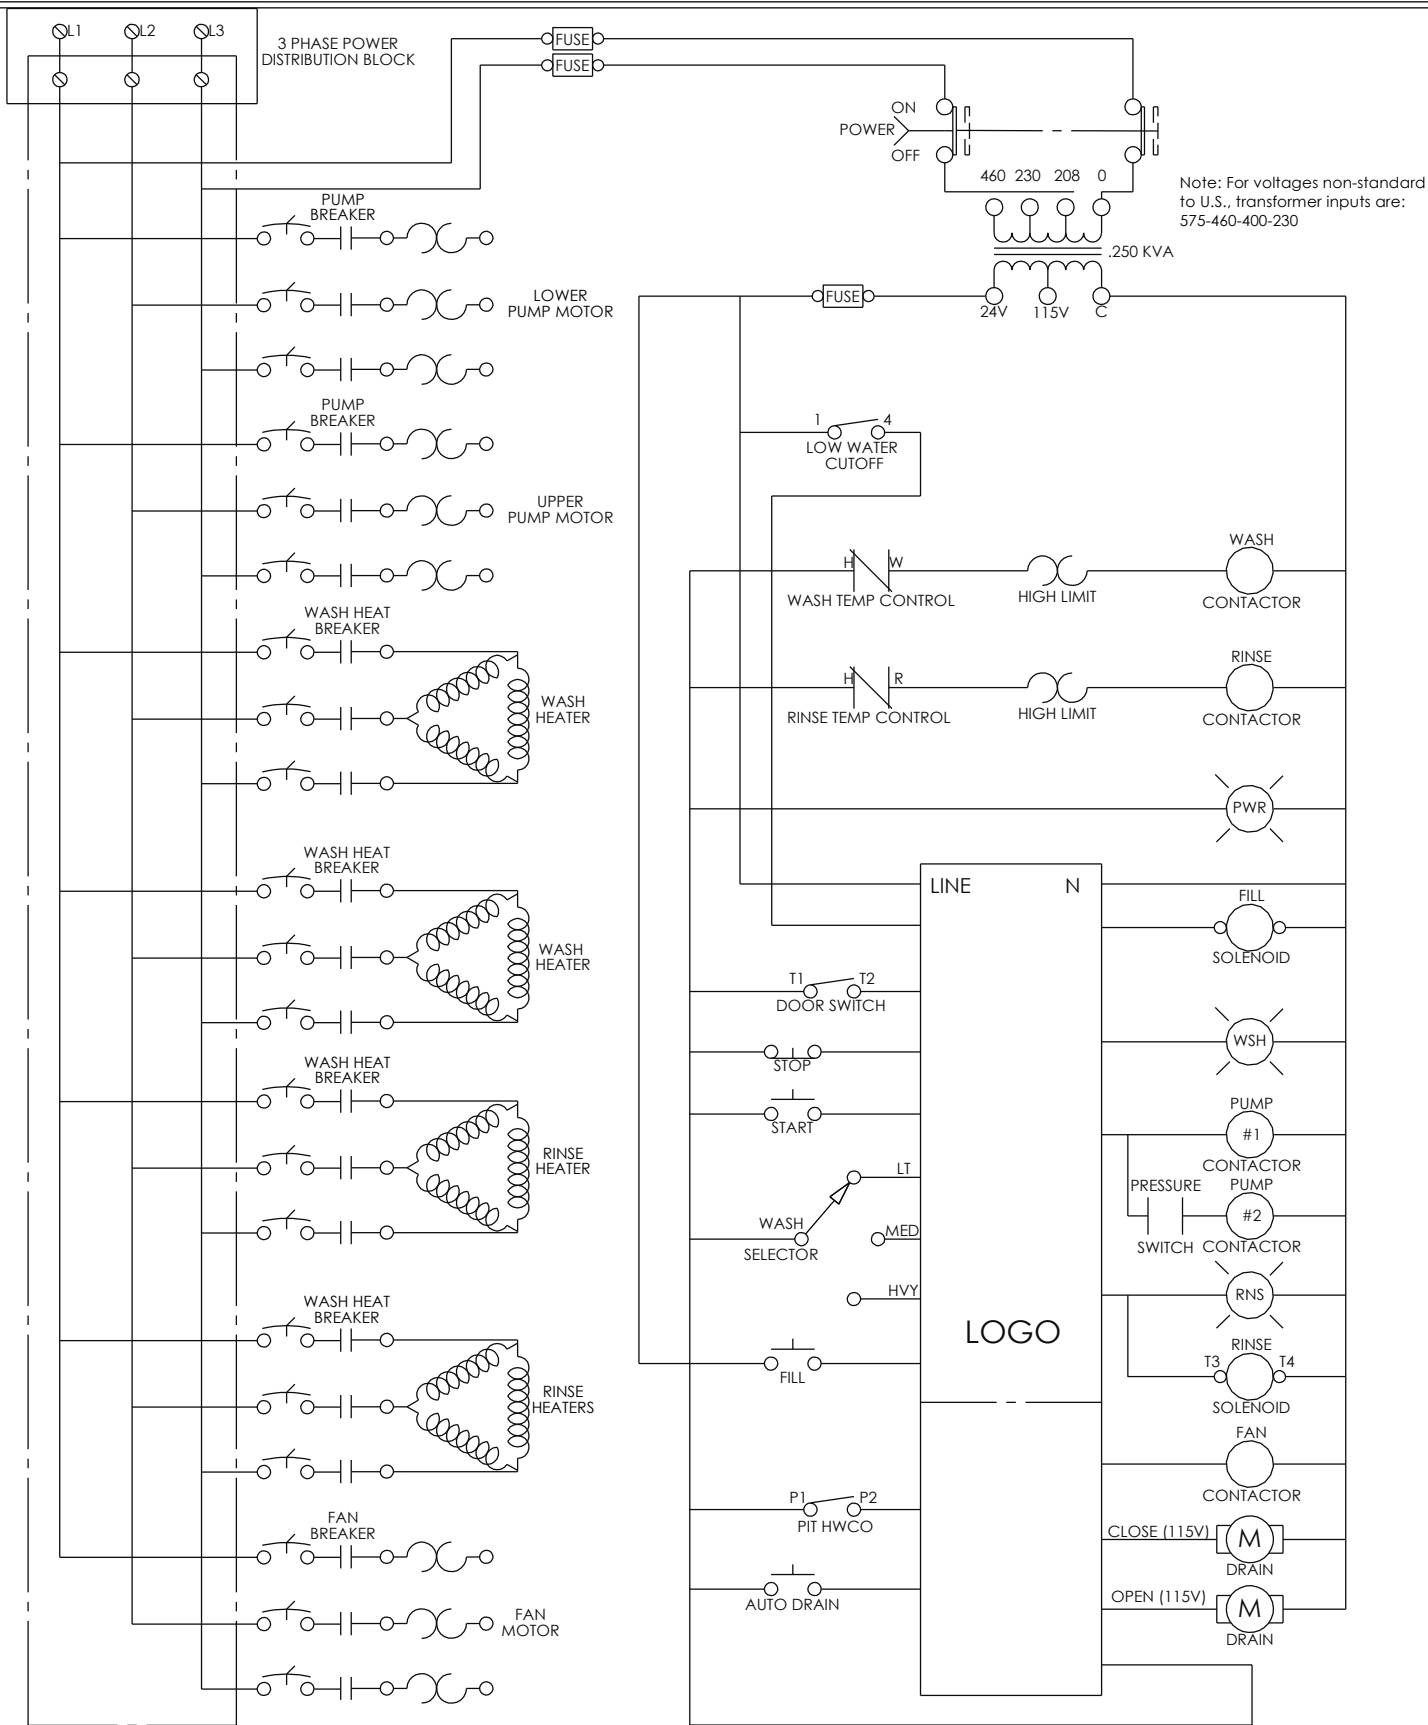 L1
L2
L3
3 PHASE POWER
DISTRIBUTION BLOCK
FUSE
FUSE
ON
POWER
OFF
460 230 208 0
Note: For voltages non-standard
to U.S., transformer inputs are:
575-460-400-230
.250 KVA
FUSE
24V
115V
C
PUMP
BREAKER
LOWER
PUMP MOTOR
PUMP
BREAKER
UPPER
PUMP MOTOR
WASH HEAT
BREAKER
WASH
HEATER
WASH HEAT
BREAKER
WASH
HEATER
WASH HEAT
BREAKER
RINSE
HEATER
WASH HEAT
BREAKER
RINSE
HEATERS
FAN
BREAKER
FAN
MOTOR
1
4
LOW WATER
CUTOFF
H
W
WASH TEMP CONTROL
HIGH LIMIT
WASH
CONTACTOR
H
R
RINSE TEMP CONTROL
HIGH LIMIT
RINSE
CONTACTOR
PWR
LINE
N
FILL
SOLENOID
T1
T2
DOOR SWITCH
WSH
STOP
START
PUMP
#1
CONTACTOR
LT
WASH
SELECTOR
MED
HVY
PRESSURE
SWITCH
PUMP
#2
CONTACTOR
LOGO
RNS
FILL
RINSE
T3
T4
SOLENOID
FAN
CONTACTOR
P1
P2
PIT HWCO
CLOSE (115V)
M
DRAIN
AUTO DRAIN
OPEN (115V)
M
DRAIN